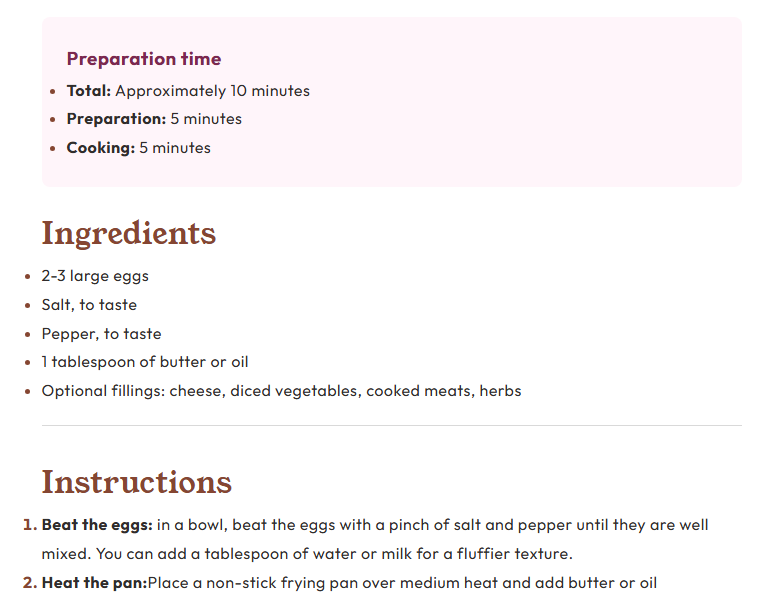 Preparation time
• Total: Approximately 10 minutes
• Preparation: 5 minutes
• Cooking: 5 minutes
Ingredients
• 2-3 large eggs
• Salt, to taste
• Pepper, to taste
• 1 tablespoon of butter or oil
• Optional fillings: cheese, diced vegetables, cooked meats, herbs
Instructions
1. Beat the eggs: in a bowl, beat the eggs with a pinch of salt and pepper until they are well
mixed. You can add a tablespoon of water or milk for a fluffier texture.
2. Heat the pan:Place a non-stick frying pan over medium heat and add butter or oil